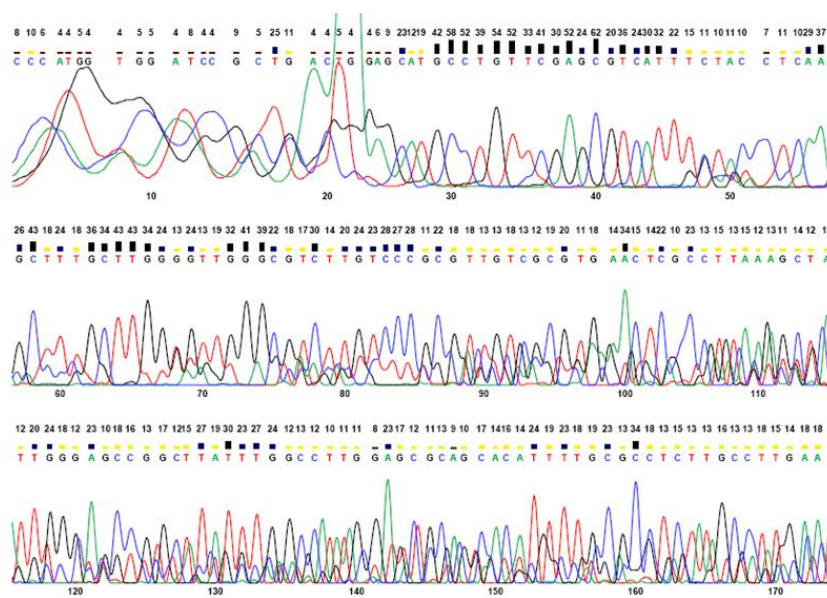 8 10 6 4 4 5 4 4 5 5 4 8 4 4 9 5 25 11 4 4 5 4 4 6 9 23 12 19 42 58 52 39 54 52 33 41 30 52 24 62 20 36 24 30 32 22 15 11 10 11 10 7 11 10 29 37
C C C A T G G T G G A T C C G C T G A C T G G A G C A T G C C T G T T C G A G C G T C A T T T C T A C C T C A A
10 20 30 40 50
26 43 18 24 17 36 34 43 43 34 24 13 24 13 19 32 41 39 22 18 17 30 14 20 24 23 28 27 28 11 22 18 18 13 13 18 12 13 19 20 11 18 14 34 15 14 22 10 23 15 12 15 12 13 11 24 12
G C T T T G C T T G G G G T T G G G C G T C T T G T C C C G C G T T G T C G C G T G A A C T C G C C T T A A A G C T A
60 70 80 90 100 110
12 20 24 18 12 23 10 18 16 13 17 12 15 27 19 30 23 27 24 12 13 12 10 11 11 8 23 17 12 11 13 9 10 17 14 16 14 24 19 23 18 19 23 13 34 18 13 13 15 13 16 13 18 15 14 18 18
T T G G G A G C C G G C T T A T T T G G C C T T G G A G C G C A G C A C A T T T T G C G C C T C T T G C C T T G A A
120 130 140 150 160 170